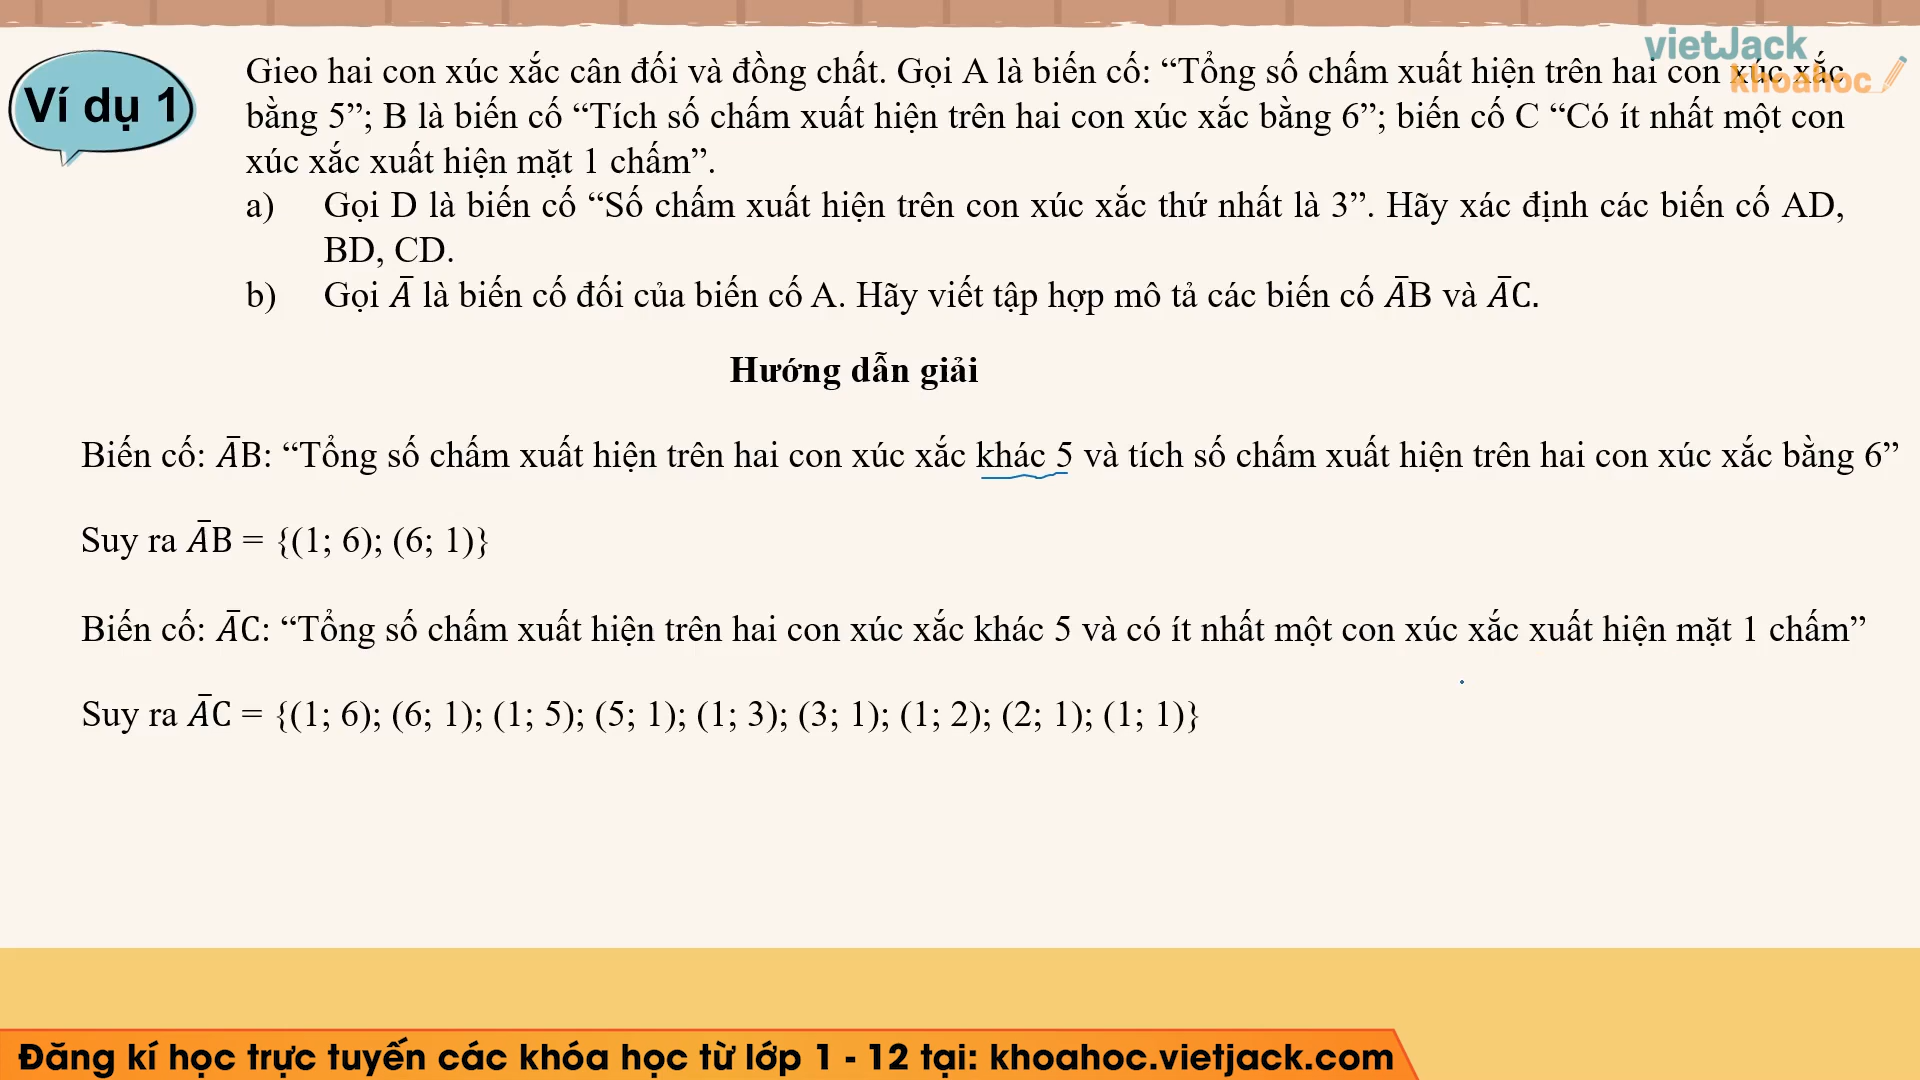 vietJack
khoahoc
Ví dụ 1
Gieo hai con xúc xắc cân đối và đồng chất. Gọi A là biến cố: “Tổng số chấm xuất hiện trên hai con xúc xắc
bằng 5”; B là biến cố “Tích số chấm xuất hiện trên hai con xúc xắc bằng 6”; biến cố C “Có ít nhất một con
xúc xắc xuất hiện mặt 1 chấm”.
a) Gọi D là biến cố “Số chấm xuất hiện trên con xúc xắc thứ nhất là 3”. Hãy xác định các biến cố AD,
BD, CD.
b) Gọi Ā là biến cố đối của biến cố A. Hãy viết tập hợp mô tả các biến cố ĀB và ĀC.
Hướng dẫn giải
Biến cố: ĀB: “Tổng số chấm xuất hiện trên hai con xúc xắc khác 5 và tích số chấm xuất hiện trên hai con xúc xắc bằng 6”
Suy ra ĀB = {(1; 6); (6; 1)}
Biến cố: ĀC: “Tổng số chấm xuất hiện trên hai con xúc xắc khác 5 và có ít nhất một con xúc xắc xuất hiện mặt 1 chấm”
Suy ra ĀC = {(1; 6); (6; 1); (1; 5); (5; 1); (1; 3); (3; 1); (1; 2); (2; 1); (1; 1)}
Đăng kí học trực tuyến các khóa học từ lớp 1 - 12 tại: khoahoc.vietjack.com